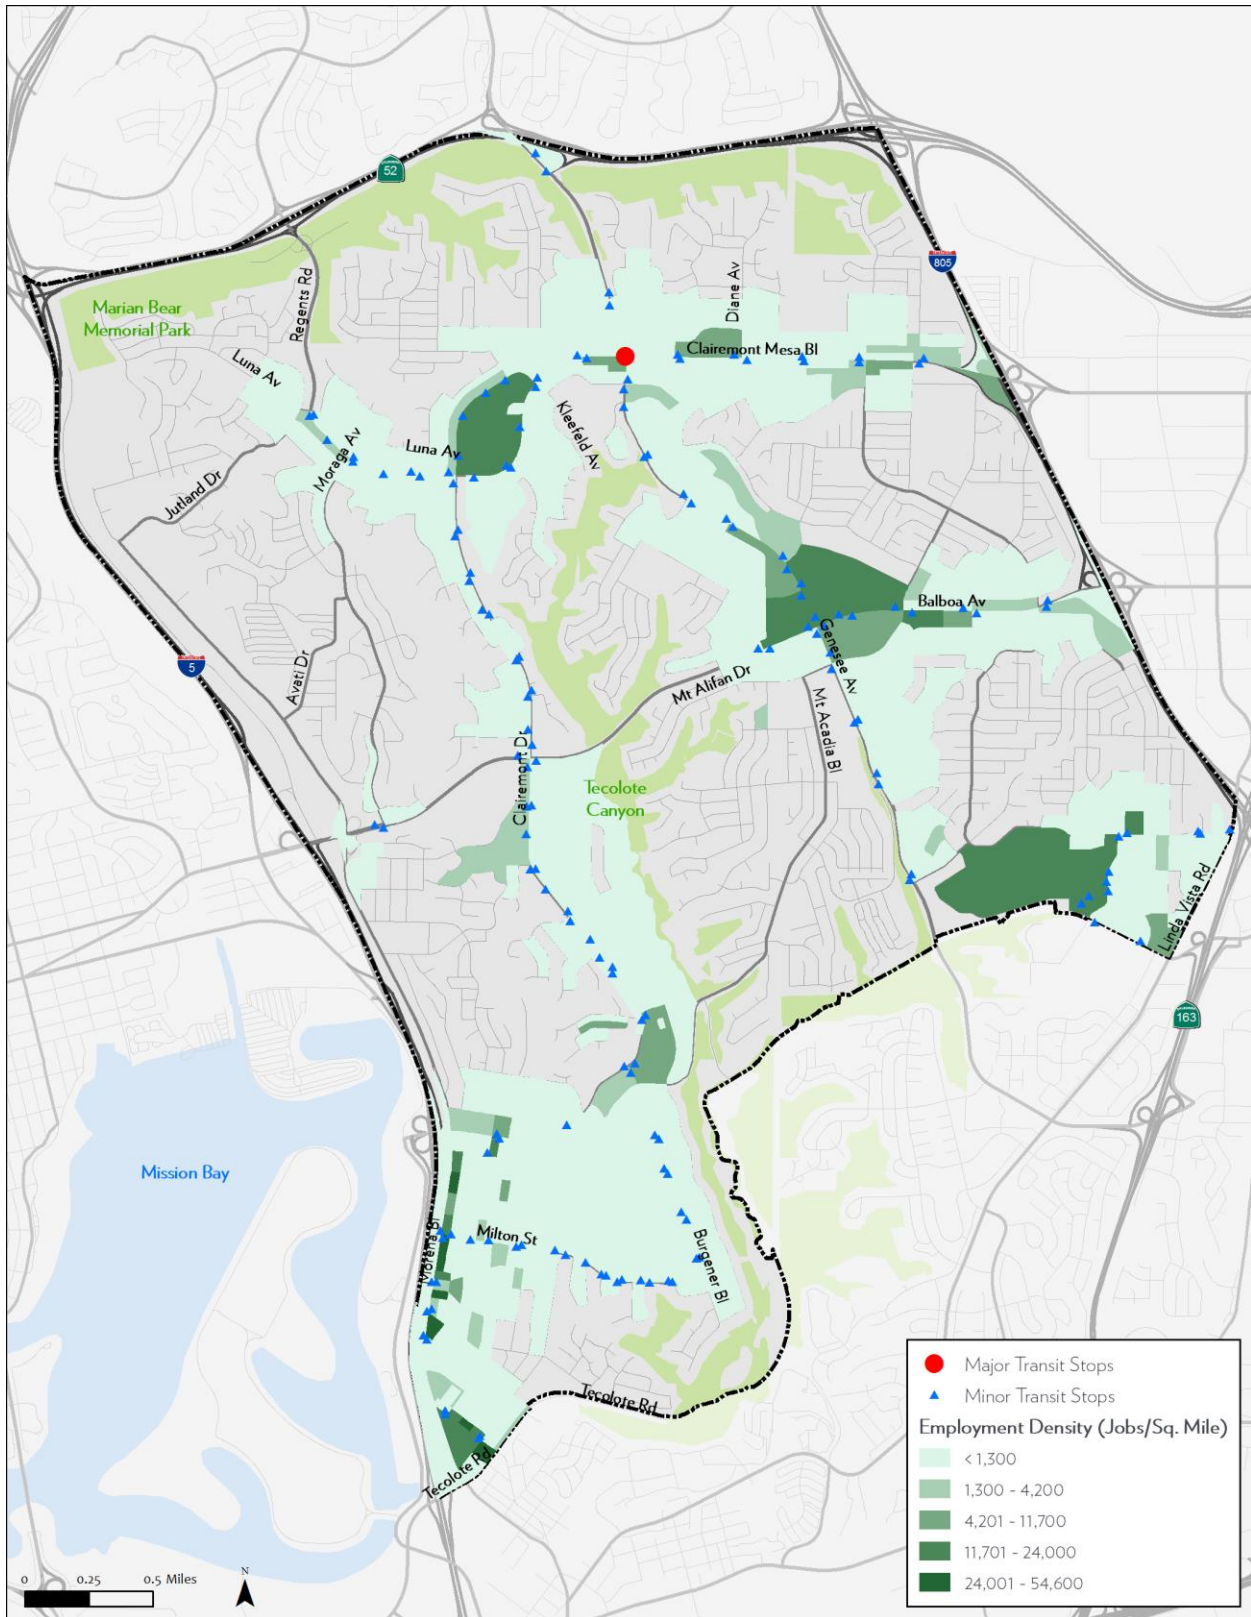 52
805
Marian Bear
Memorial Park
Regents Rd
Diane Av
Clairemont Mesa Bl
Luna Av
Kleefeld Av
Luna Av
Moraga Av
Jutland Dr
Balboa Av
Genesee Av
5
Avati Dr
Mt Alifan Dr
Mt Acadia Bl
Clairemont Dr
Tecolote
Canyon
Linda Vista Rd
163
Mission Bay
Morena Bl
Milton St
Burgener Bl
Tecolote Rd
Tecolote Rd
Major Transit Stops
Minor Transit Stops
Employment Density (Jobs/Sq. Mile)
< 1,300
1,300 - 4,200
4,201 - 11,700
11,701 - 24,000
24,001 - 54,600
0 0.25 0.5 Miles
N